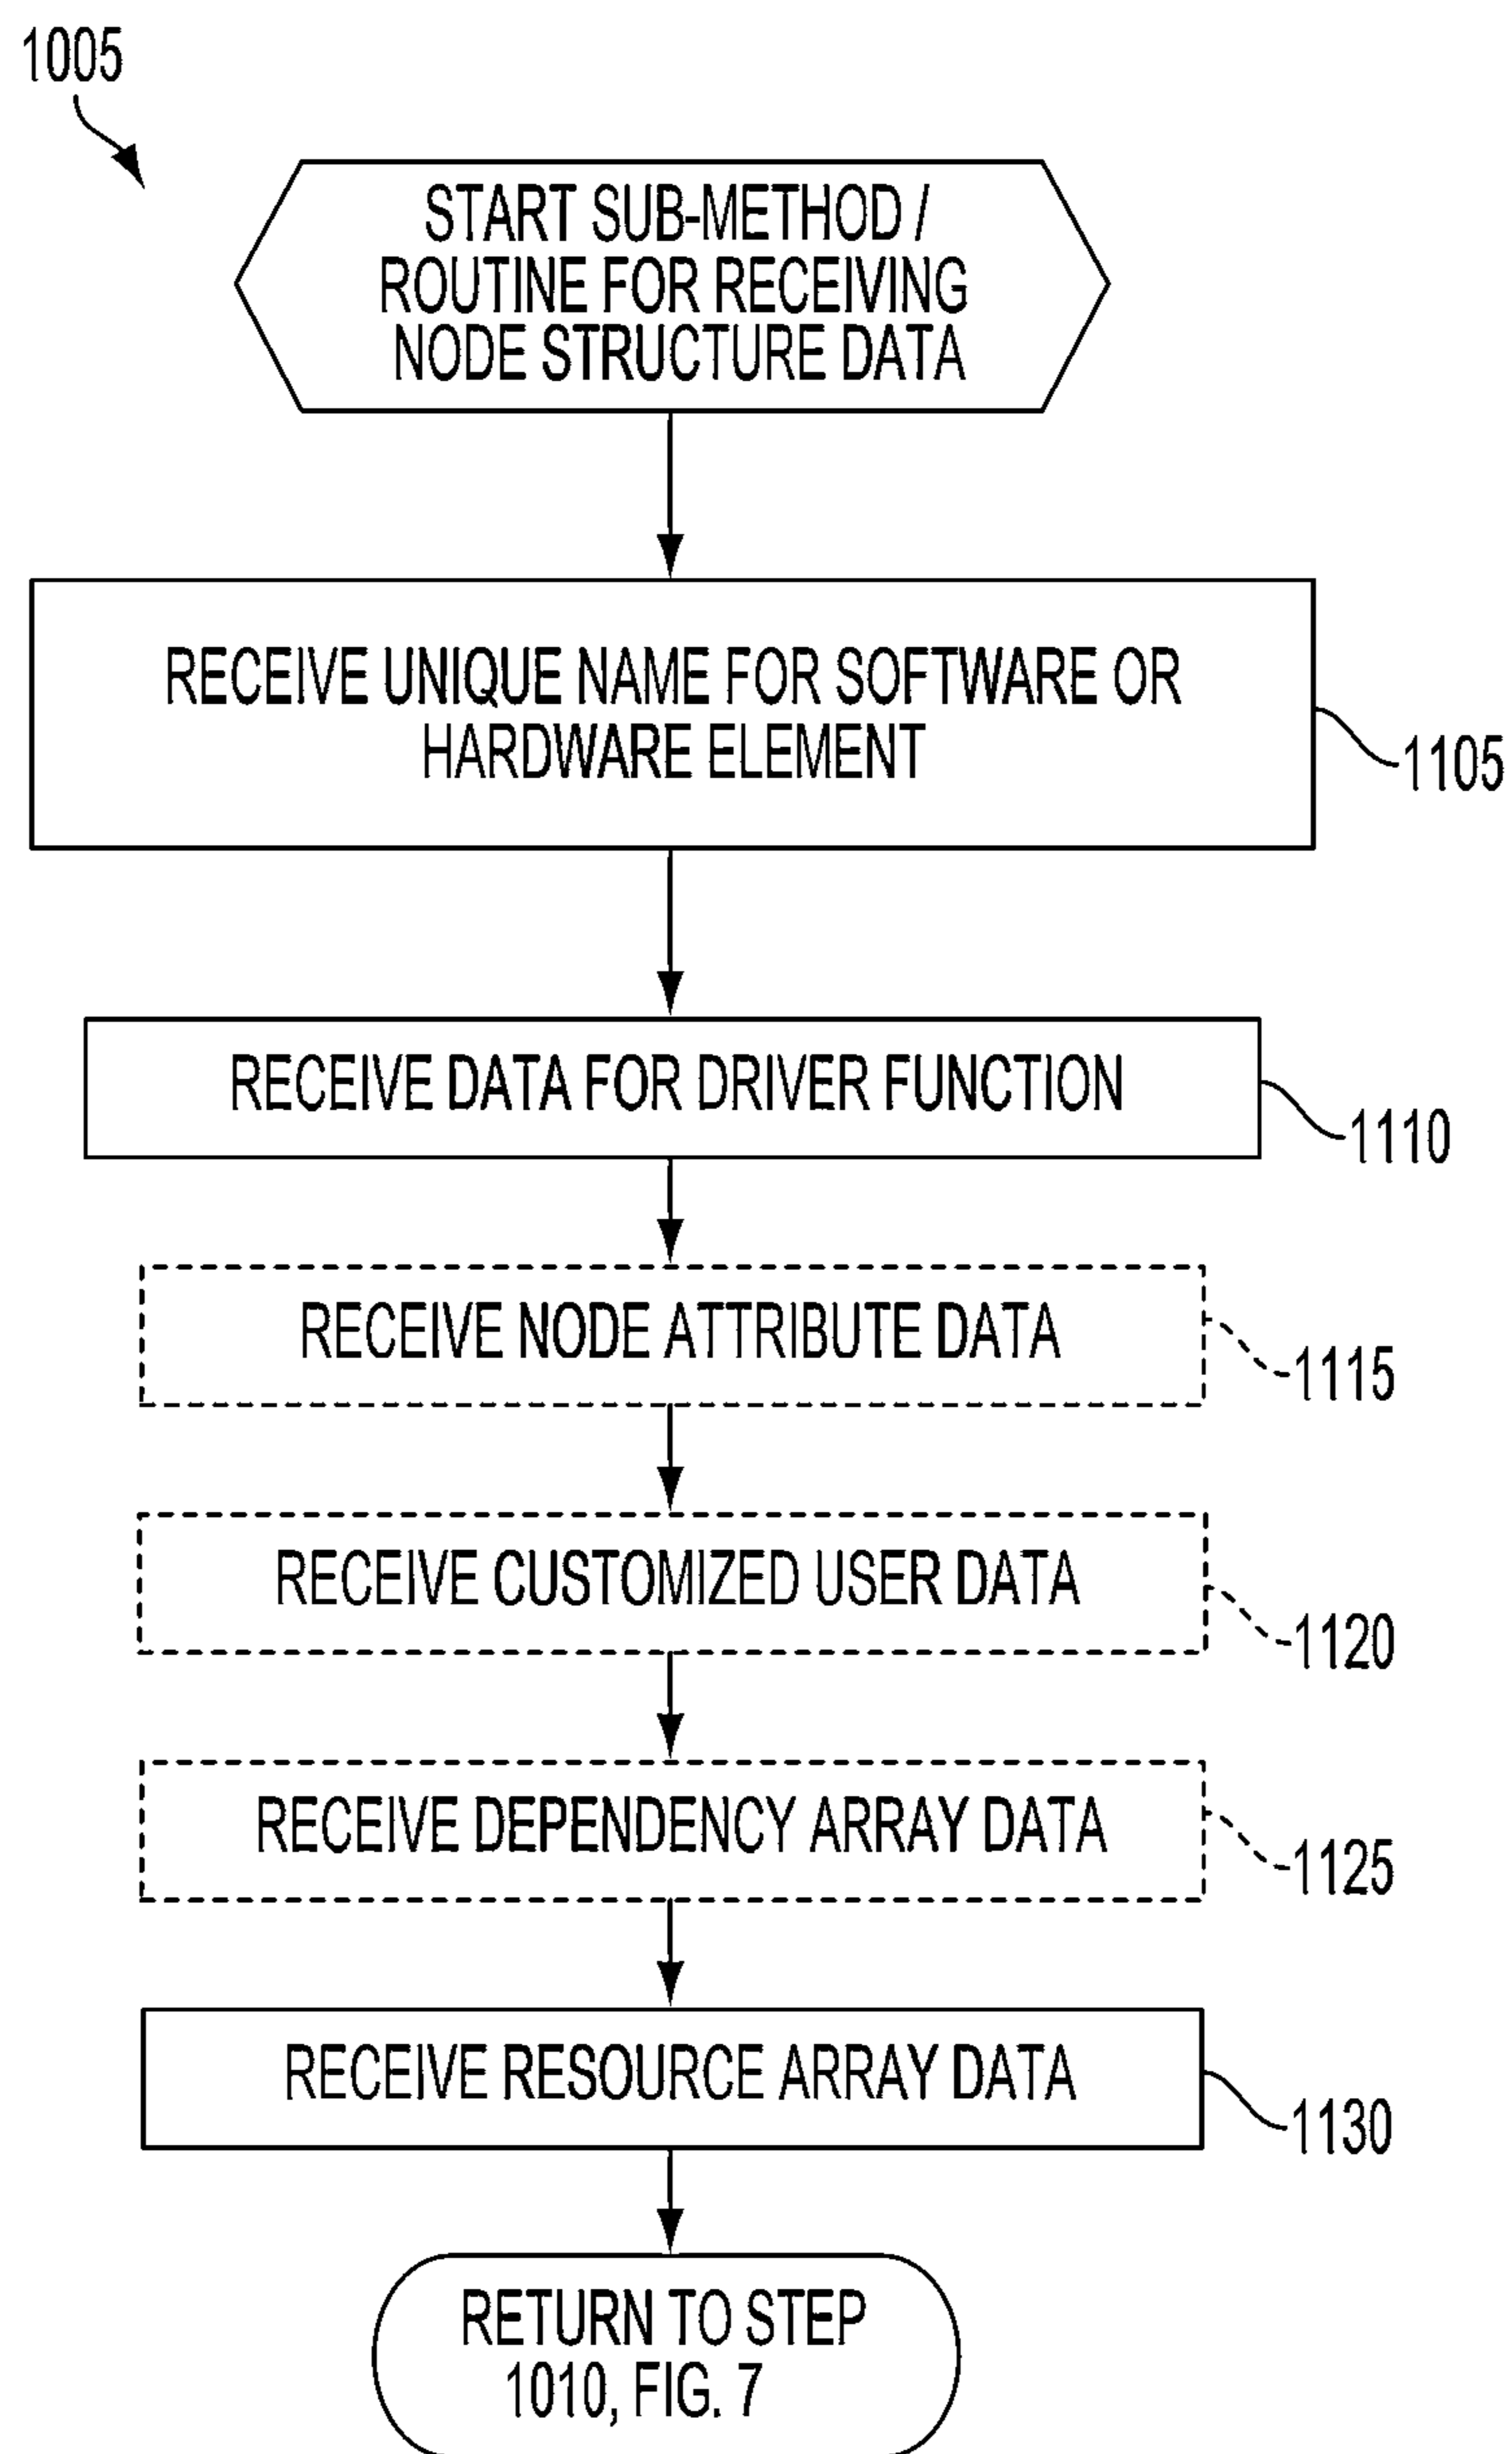 1005
START SUB-METHOD /
ROUTINE FOR RECEIVING
NODE STRUCTURE DATA
RECEIVE UNIQUE NAME FOR SOFTWARE OR
HARDWARE ELEMENT
1105
RECEIVE DATA FOR DRIVER FUNCTION
1110
RECEIVE NODE ATTRIBUTE DATA
1115
RECEIVE CUSTOMIZED USER DATA
1120
RECEIVE DEPENDENCY ARRAY DATA
1125
RECEIVE RESOURCE ARRAY DATA
1130
RETURN TO STEP
1010, FIG. 7